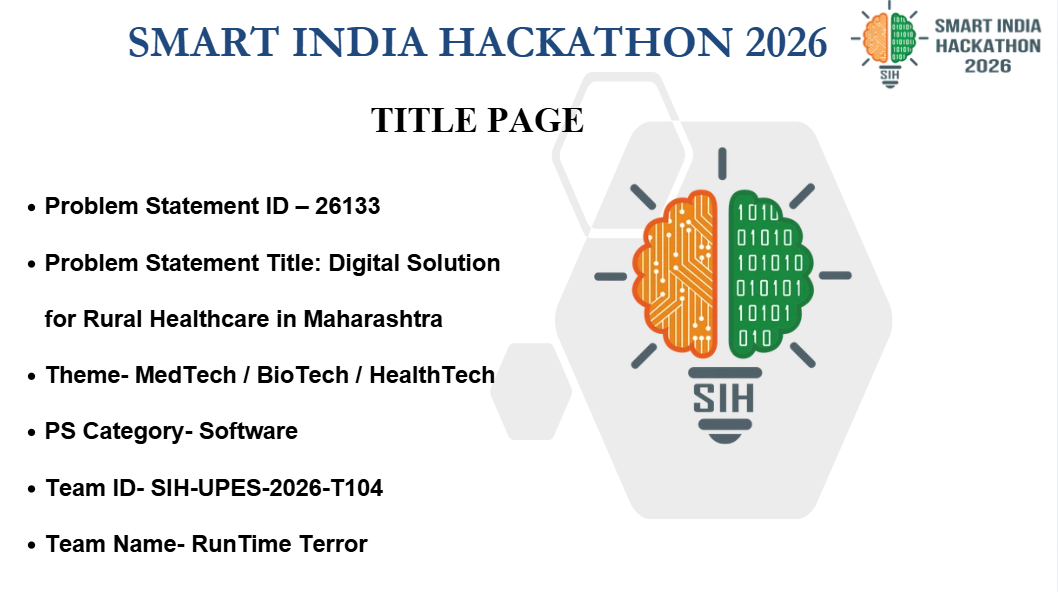 SMART INDIA HACKATHON 2026
SMART INDIA
HACKATHON
2026
SIH
TITLE PAGE
• Problem Statement ID – 26133
• Problem Statement Title: Digital Solution
for Rural Healthcare in Maharashtra
• Theme- MedTech / BioTech / HealthTech
• PS Category- Software
• Team ID- SIH-UPES-2026-T104
• Team Name- RunTime Terror
101
01010
101010
010101
10101
010
SIH